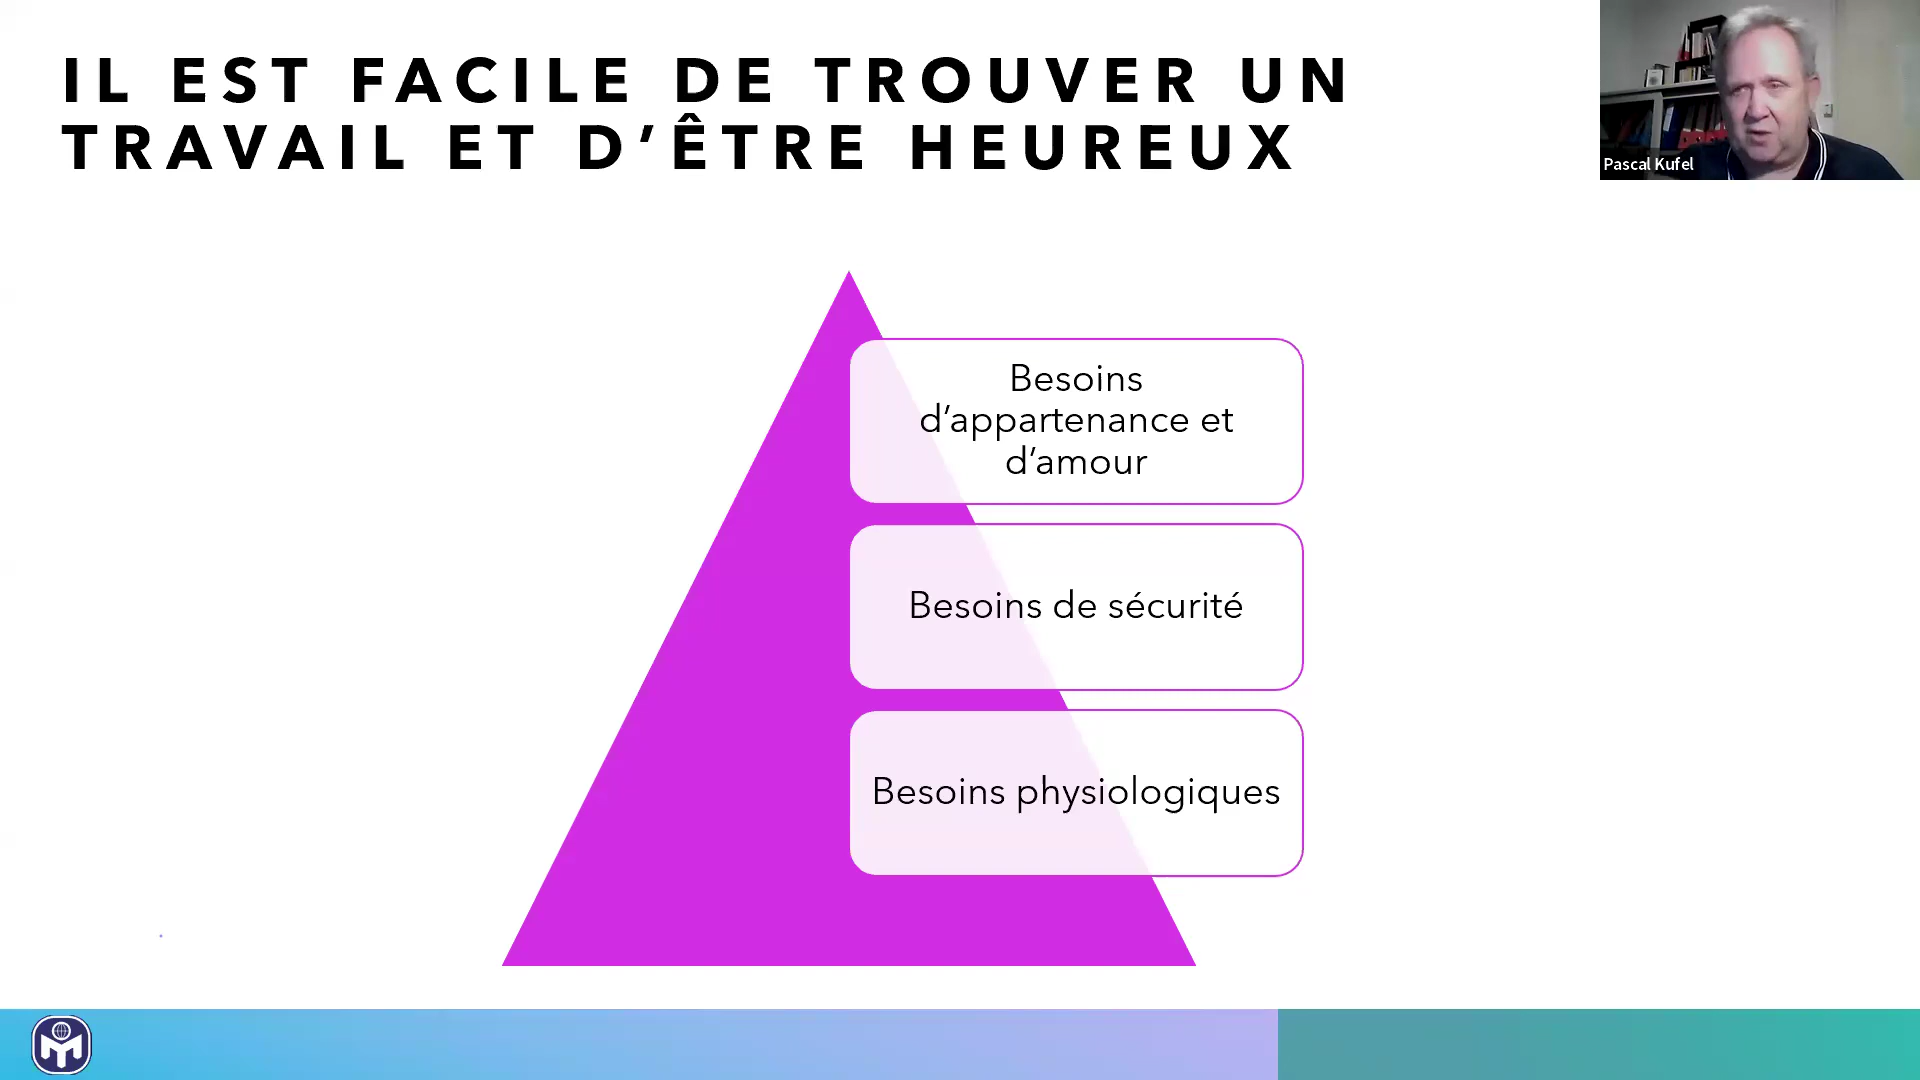 IL EST FACILE DE TROUVER UN
TRAVAIL ET D’ÊTRE HEUREUX
Pascal Kufel
Besoins
d’appartenance et
d’amour
Besoins de sécurité
Besoins physiologiques